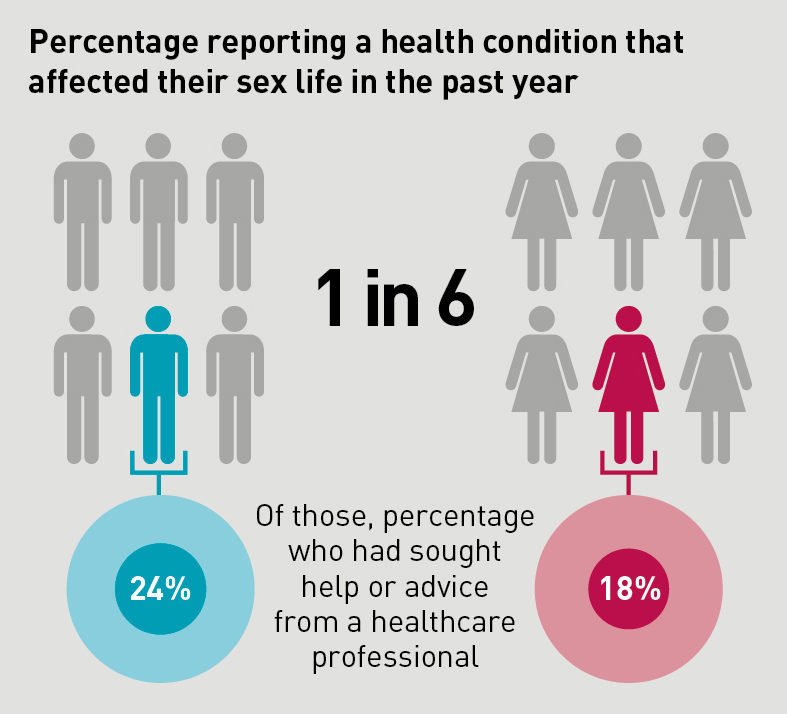 Percentage reporting a health condition that
affected their sex life in the past year
1 in 6
Of those, percentage
who had sought
help or advice
from a healthcare
professional
24%
18%